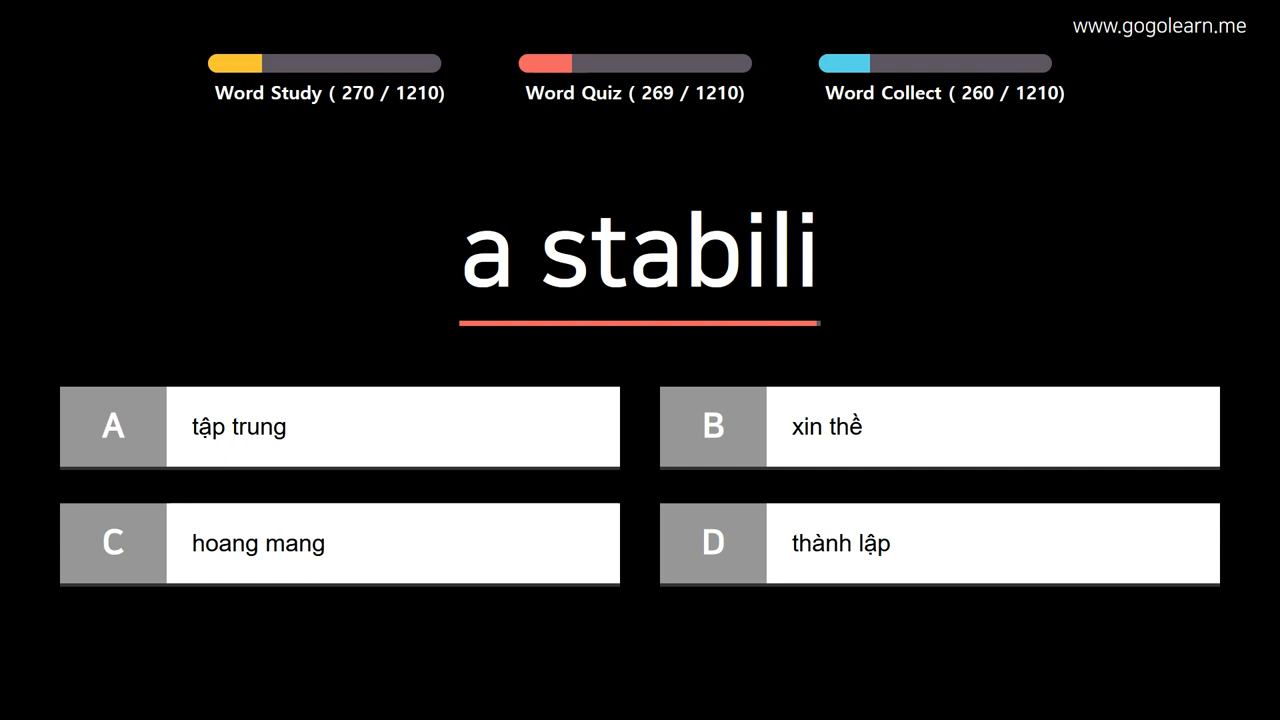 www.gogolearn.me
Word Study ( 270 / 1210)
Word Quiz ( 269 / 1210)
Word Collect ( 260 / 1210)
a stabili
A tập trung
B xin thề
C hoang mang
D thành lập